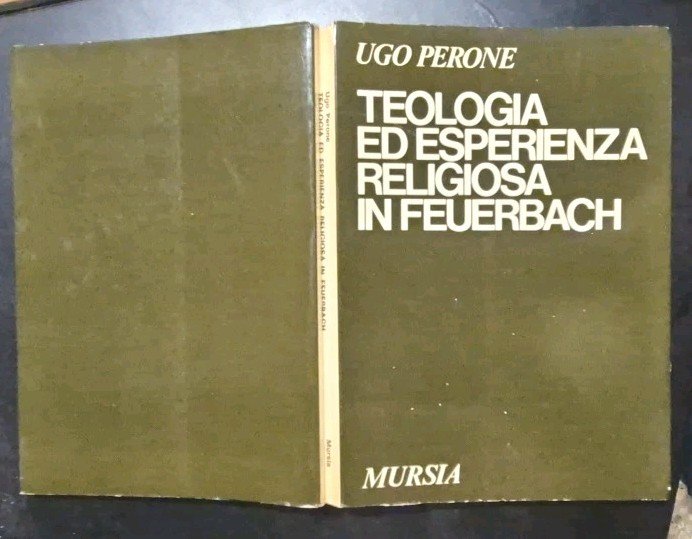 UGO PERONE
TEOLOGIA
ED ESPERIENZA
RELIGIOSA
IN FEUERBACH
MURSIA
Ugo Perone
TEOLOGIA ED ESPERIENZA RELIGIOSA IN FEUERBACH
Mursia